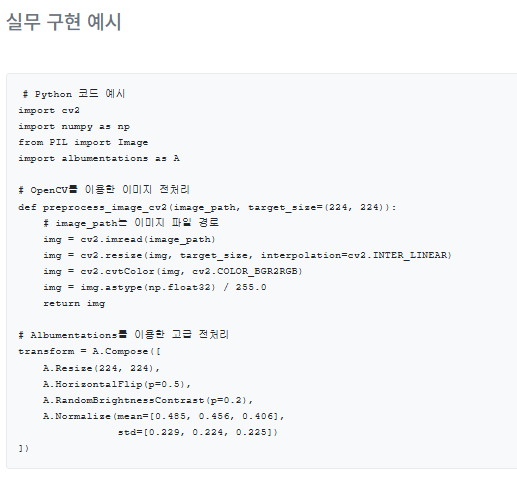 실무 구현 예시
# Python 코드 예시
import cv2
import numpy as np
from PIL import Image
import albumentations as A

# OpenCV를 이용한 이미지 전처리
def preprocess_image_cv2(image_path, target_size=(224, 224)):
    # image_path는 이미지 파일 경로
    img = cv2.imread(image_path)
    img = cv2.resize(img, target_size, interpolation=cv2.INTER_LINEAR)
    img = cv2.cvtColor(img, cv2.COLOR_BGR2RGB)
    img = img.astype(np.float32) / 255.0
    return img

# Albumentations를 이용한 고급 전처리
transform = A.Compose([
    A.Resize(224, 224),
    A.HorizontalFlip(p=0.5),
    A.RandomBrightnessContrast(p=0.2),
    A.Normalize(mean=[0.485, 0.456, 0.406],
                std=[0.229, 0.224, 0.225])
])